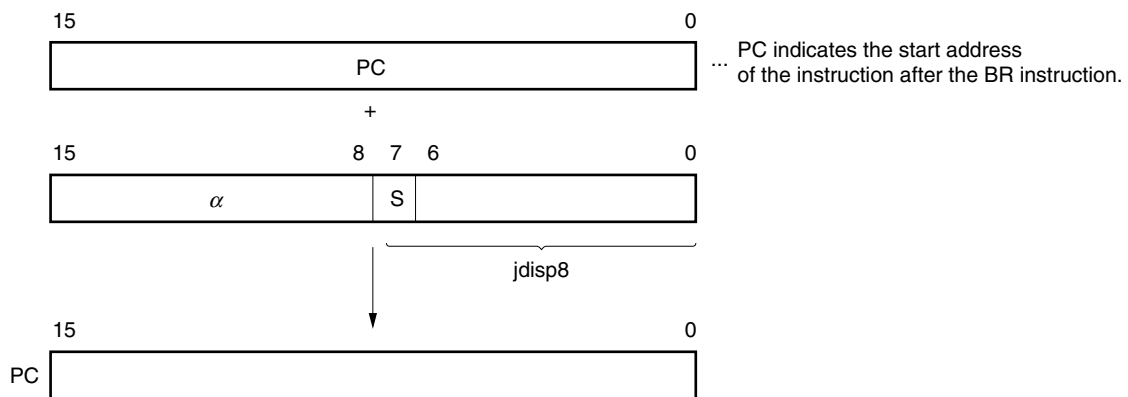 15 0
PC
... PC indicates the start address
of the instruction after the BR instruction.
+
15 8 7 6 0
α S
jdisp8
15 0
PC